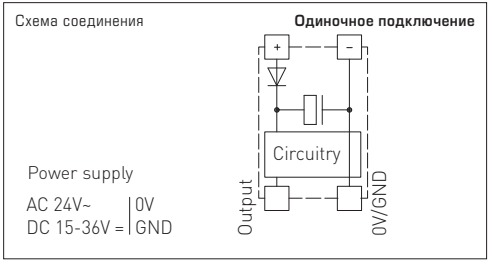 Схема соединения
Одиночное подключение
+ −
Circuitry
Power supply
AC 24V~ 0V
DC 15-36V = GND
Output
0V/GND